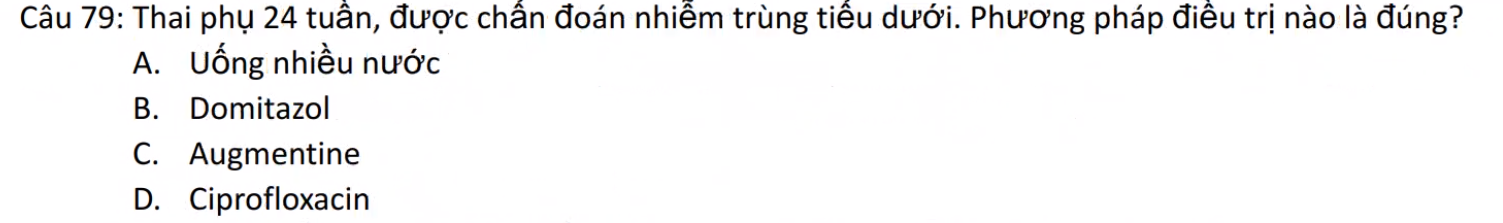 Câu 79: Thai phụ 24 tuần, được chẩn đoán nhiễm trùng tiểu dưới. Phương pháp điều trị nào là đúng?
A. Uống nhiều nước
B. Domitazol
C. Augmentine
D. Ciprofloxacin